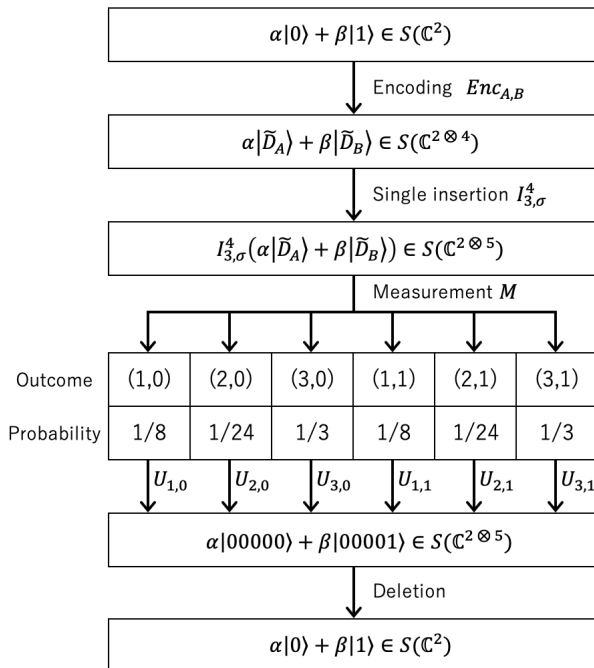 α|0⟩ + β|1⟩ ∈ S(ℂ²)
Encoding Enc_{A,B}
α|D̃_A⟩ + β|D̃_B⟩ ∈ S(ℂ^{2⊗4})
Single insertion I^4_{3,σ}
I^4_{3,σ}(α|D̃_A⟩ + β|D̃_B⟩) ∈ S(ℂ^{2⊗5})
Measurement M
Outcome (1,0) (2,0) (3,0) (1,1) (2,1) (3,1)
Probability 1/8 1/24 1/3 1/8 1/24 1/3
U_{1,0} U_{2,0} U_{3,0} U_{1,1} U_{2,1} U_{3,1}
α|00000⟩ + β|00001⟩ ∈ S(ℂ^{2⊗5})
Deletion
α|0⟩ + β|1⟩ ∈ S(ℂ²)